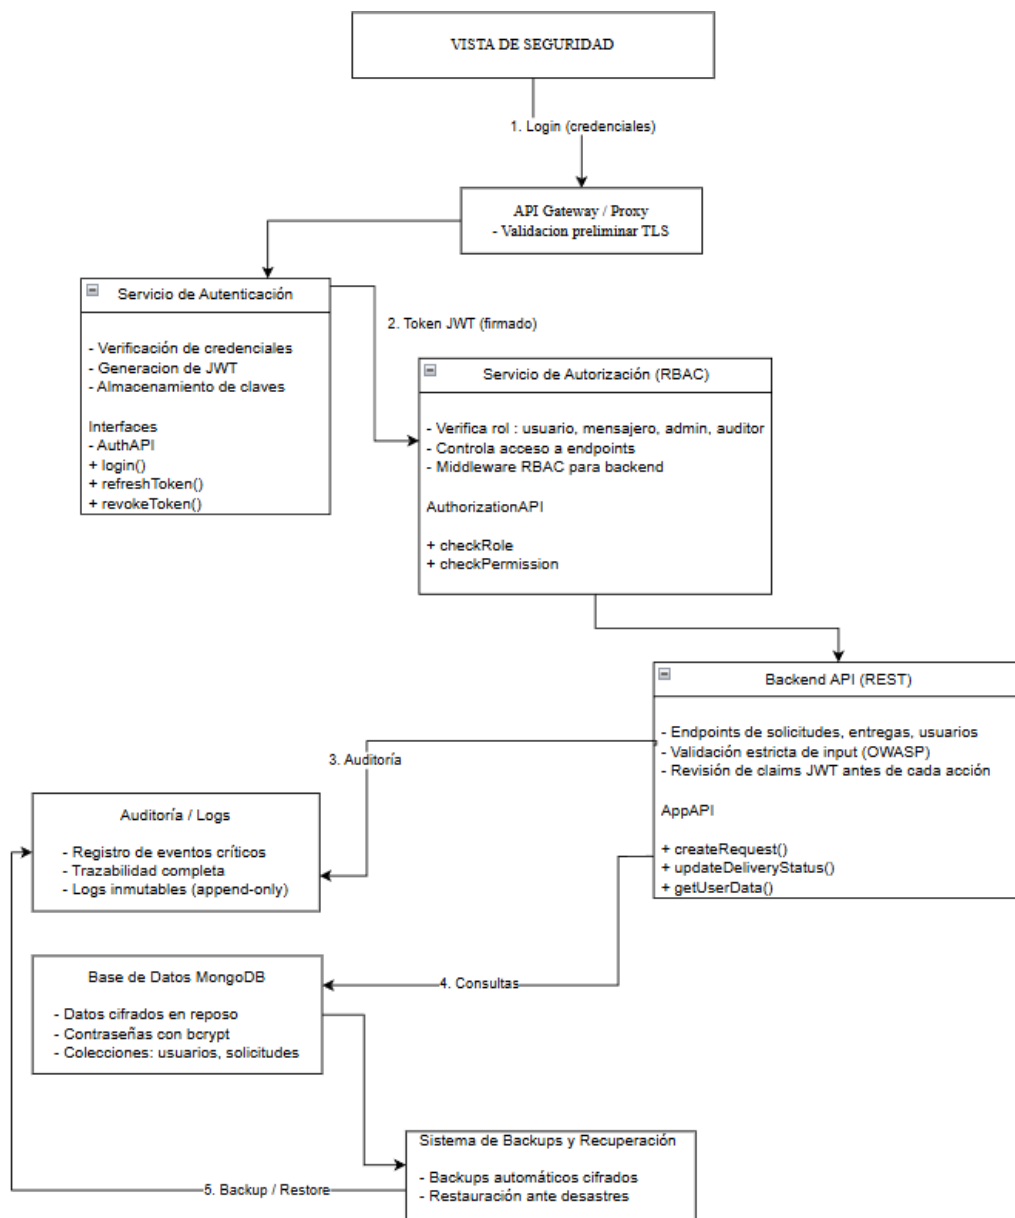 VISTA DE SEGURIDAD
1. Login (credenciales)
API Gateway / Proxy
- Validacion preliminar TLS
Servicio de Autenticación
- Verificación de credenciales
- Generacion de JWT
- Almacenamiento de claves
Interfaces
- AuthAPI
+ login()
+ refreshToken()
+ revokeToken()
2. Token JWT (firmado)
Servicio de Autorización (RBAC)
- Verifica rol : usuario, mensajero, admin, auditor
- Controla acceso a endpoints
- Middleware RBAC para backend
AuthorizationAPI
+ checkRole
+ checkPermission
Backend API (REST)
- Endpoints de solicitudes, entregas, usuarios
- Validación estricta de input (OWASP)
- Revisión de claims JWT antes de cada acción
AppAPI
+ createRequest()
+ updateDeliveryStatus()
+ getUserData()
3. Auditoría
Auditoría / Logs
- Registro de eventos críticos
- Trazabilidad completa
- Logs inmutables (append-only)
4. Consultas
Base de Datos MongoDB
- Datos cifrados en reposo
- Contraseñas con bcrypt
- Colecciones: usuarios, solicitudes
Sistema de Backups y Recuperación
- Backups automáticos cifrados
- Restauración ante desastres
5. Backup / Restore